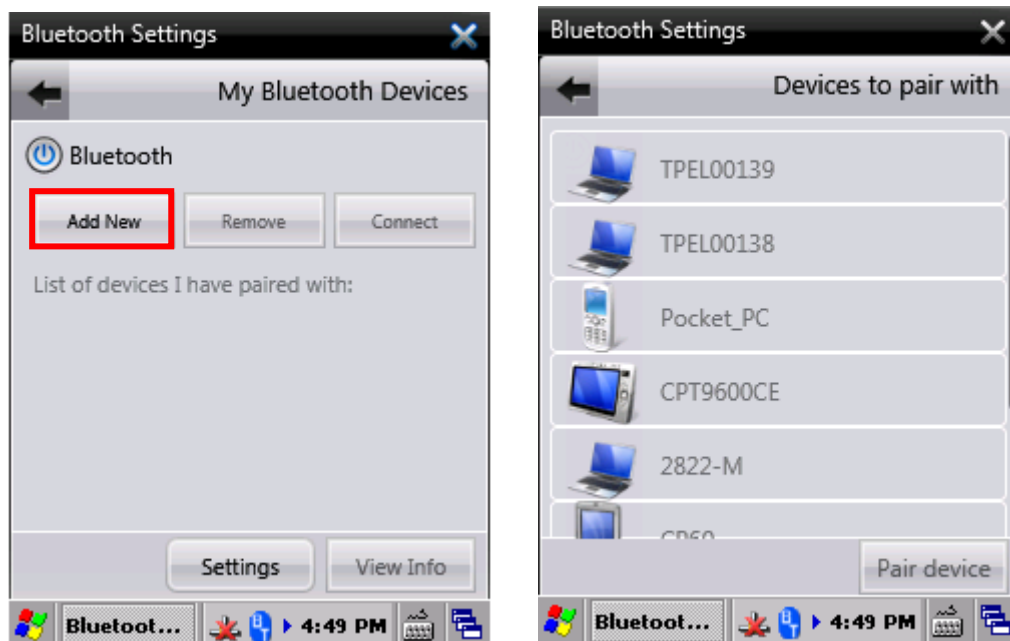 Bluetooth Settings
My Bluetooth Devices
Bluetooth
Add New Remove Connect
List of devices I have paired with:
Settings View Info
Bluetoot... 4:49 PM
Bluetooth Settings
Devices to pair with
TPEL00139
TPEL00138
Pocket_PC
CPT9600CE
2822-M
Pair device
Bluetoot... 4:49 PM